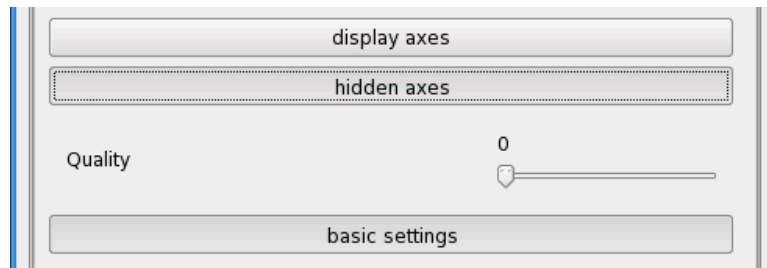 display axes
hidden axes
0
Quality
basic settings